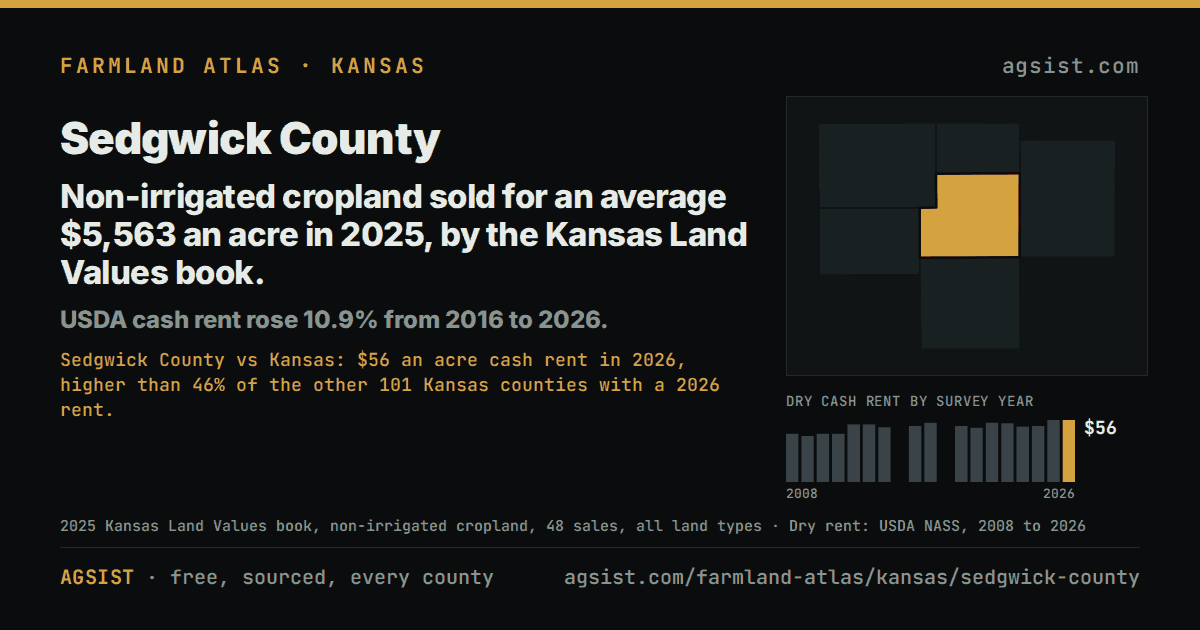 FARMLAND ATLAS · KANSAS
agsist.com
Sedgwick County
Non-irrigated cropland sold for an average
$5,563 an acre in 2025, by the Kansas Land
Values book.
USDA cash rent rose 10.9% from 2016 to 2026.
Sedgwick County vs Kansas: $56 an acre cash rent in 2026,
higher than 46% of the other 101 Kansas counties with a 2026
rent.
DRY CASH RENT BY SURVEY YEAR
$56
2008 2026
2025 Kansas Land Values book, non-irrigated cropland, 48 sales, all land types · Dry rent: USDA NASS, 2008 to 2026
AGSIST · free, sourced, every county
agsist.com/farmland-atlas/kansas/sedgwick-county